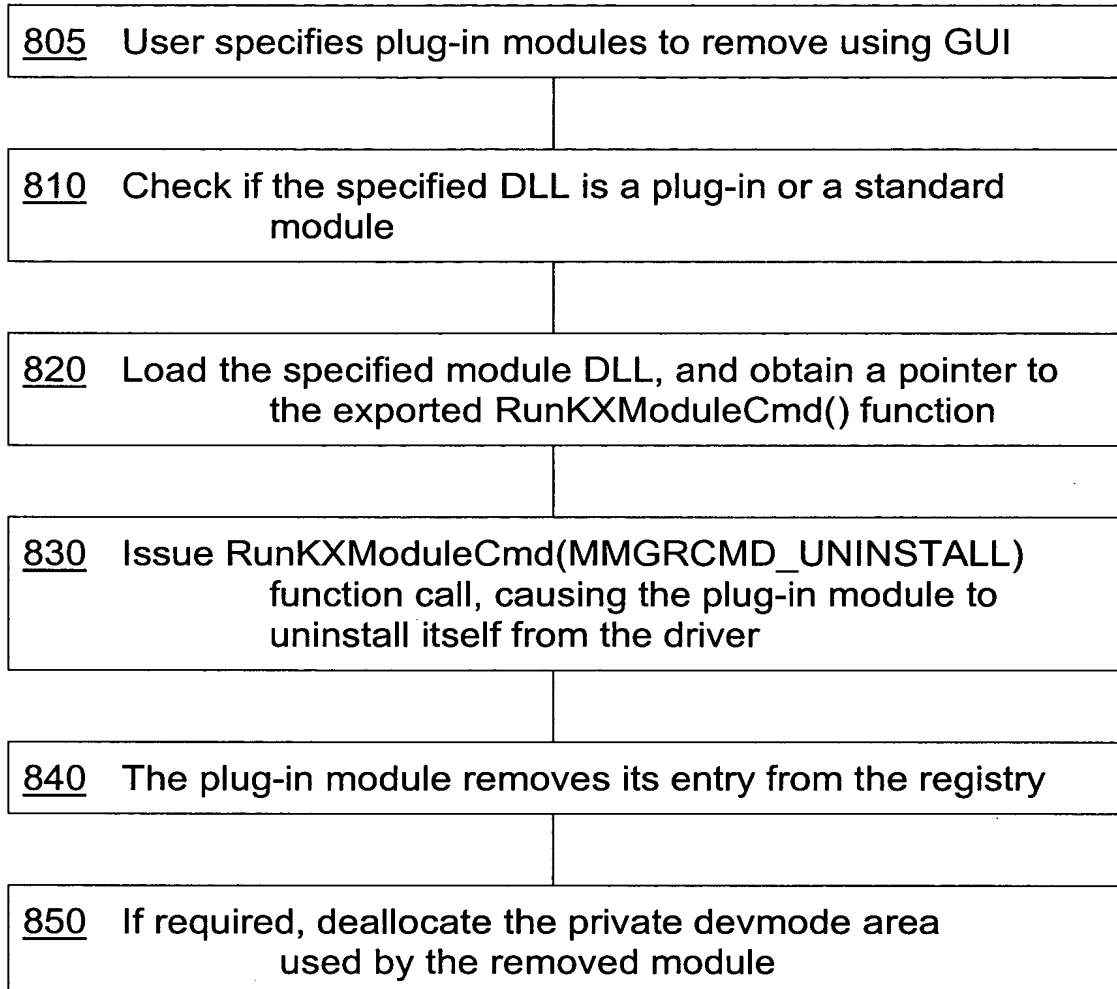 805 User specifies plug-in modules to remove using GUI
810 Check if the specified DLL is a plug-in or a standard
module
820 Load the specified module DLL, and obtain a pointer to
the exported RunKXModuleCmd() function
830 Issue RunKXModuleCmd(MMGRCMD_UNINSTALL)
function call, causing the plug-in module to
uninstall itself from the driver
840 The plug-in module removes its entry from the registry
850 If required, deallocate the private devmode area
used by the removed module